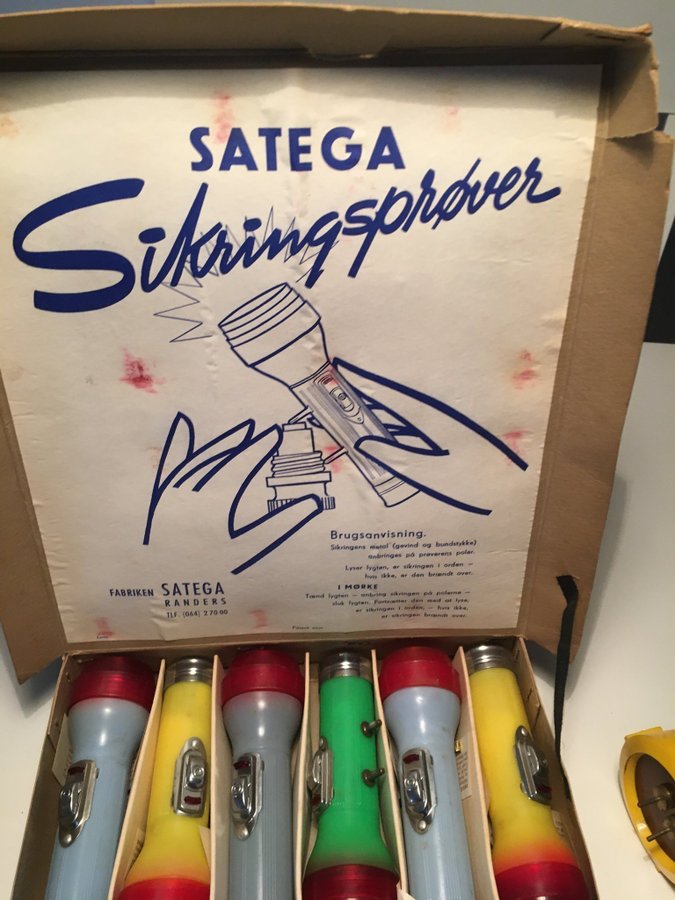 SATEGA
Sikringsprøver
Brugsanvisning.
Sikringens metal (gevind og bundstykke)
anbringes på prøverens poler.
Lyser lygten, er sikringen i orden –
hvis ikke, er den brændt over.
I MØRKE
Tænd lygten – anbring sikringen på polerne –
sluk lygten. Fortsætter den med at lyse,
er sikringen i orden, – hvis ikke,
er sikringen brændt over.
FABRIKEN SATEGA
RANDERS
TLF. (064) 2 70 00